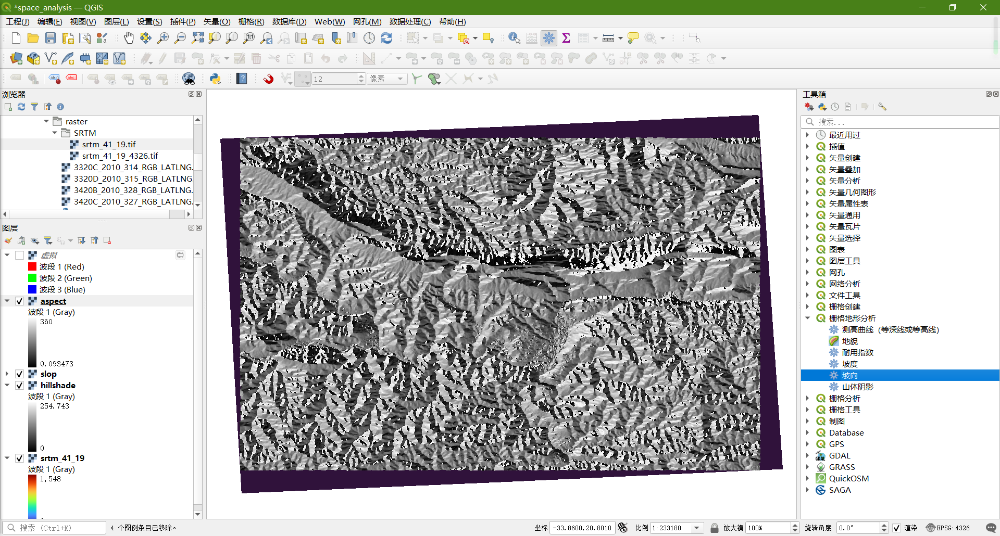 *space_analysis — QGIS
工程(J) 编辑(E) 视图(V) 图层(L) 设置(S) 插件(P) 矢量(O) 栅格(R) 数据库(D) Web(W) 网孔(M) 数据处理(C) 帮助(H)
12 像素
浏览器
raster
SRTM
srtm_41_19.tif
srtm_41_19_4326.tif
3320C_2010_314_RGB_LATLNG.
3320D_2010_315_RGB_LATLNG.
3420B_2010_328_RGB_LATLNG.
3420C_2010_327_RGB_LATLNG.
图层
虚拟
波段 1 (Red)
波段 2 (Green)
波段 3 (Blue)
aspect
波段 1 (Gray)
360
0.093473
slop
hillshade
波段 1 (Gray)
254.743
0
srtm_41_19
波段 1 (Gray)
1,548
工具箱
搜索...
最近用过
插值
矢量创建
矢量叠加
矢量分析
矢量几何图形
矢量属性表
矢量通用
矢量瓦片
矢量选择
图表
图层工具
网孔
网络分析
文件工具
栅格创建
栅格地形分析
测高曲线（等深线或等高线）
地貌
耐用指数
坡度
坡向
山体阴影
栅格分析
栅格工具
制图
Database
GPS
GDAL
GRASS
QuickOSM
SAGA
搜索 (Ctrl+K) 4 个图例条目已移除。 坐标 -33.8600,20.8010 比例 1:233180 放大镜 100% 旋转角度 0.0° 渲染 EPSG:4326